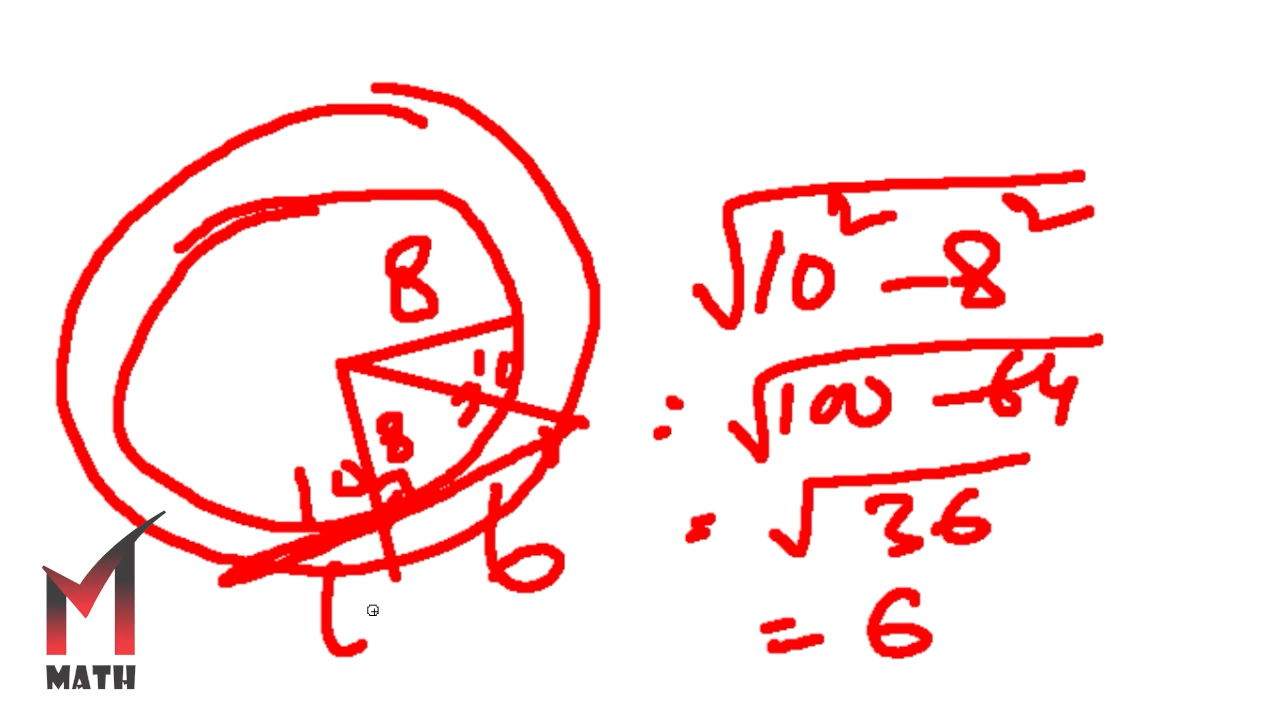 8
10
8
10
6
√10² - 8²
= √100 - 64
= √36
= 6
MATH